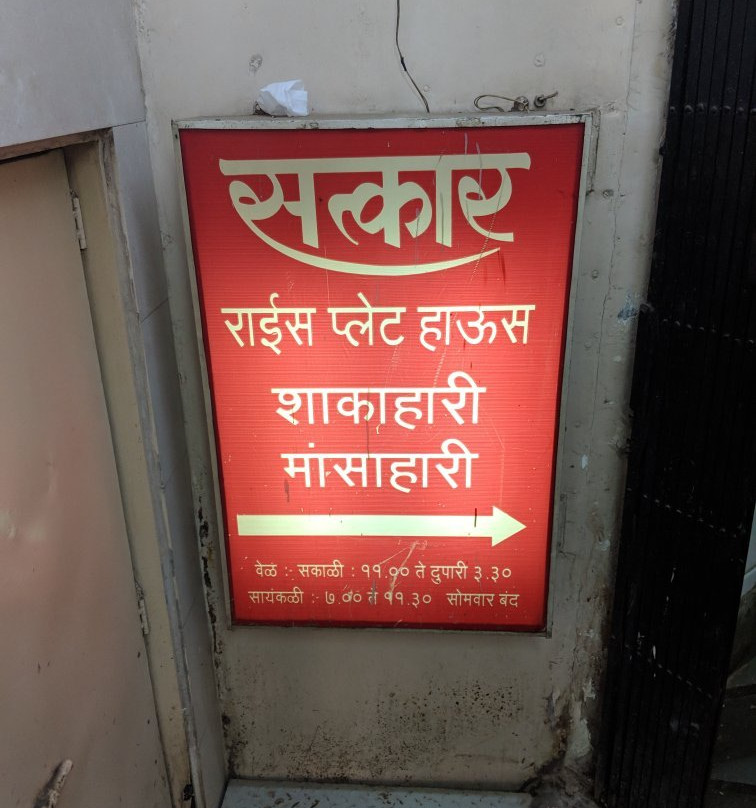 सत्कार
राईस प्लेट हाऊस
शाकाहारी
मांसाहारी
वेळ :- सकाळी : ११.०० ते दुपारी ३.३०
सायंकळी :- ७.०० ते ११.३० सोमवार बंद